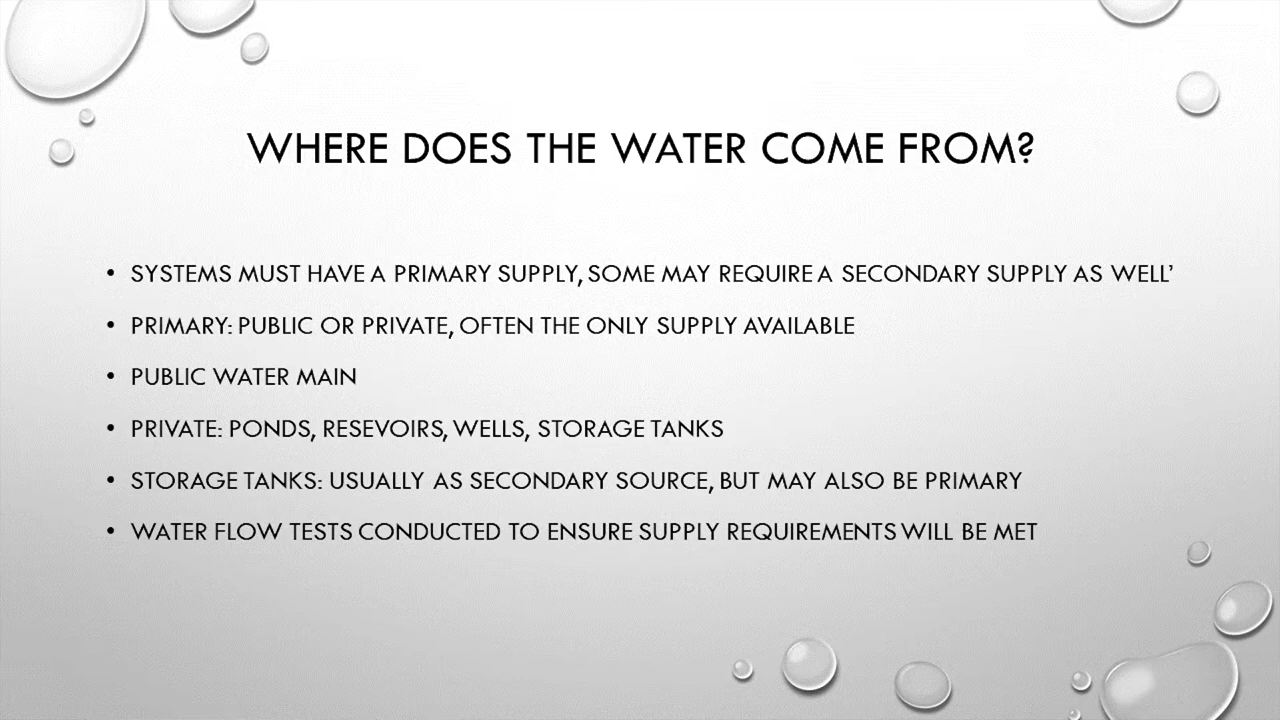 WHERE DOES THE WATER COME FROM?
• SYSTEMS MUST HAVE A PRIMARY SUPPLY, SOME MAY REQUIRE A SECONDARY SUPPLY AS WELL’
• PRIMARY: PUBLIC OR PRIVATE, OFTEN THE ONLY SUPPLY AVAILABLE
• PUBLIC WATER MAIN
• PRIVATE: PONDS, RESEVOIRS, WELLS, STORAGE TANKS
• STORAGE TANKS: USUALLY AS SECONDARY SOURCE, BUT MAY ALSO BE PRIMARY
• WATER FLOW TESTS CONDUCTED TO ENSURE SUPPLY REQUIREMENTS WILL BE MET